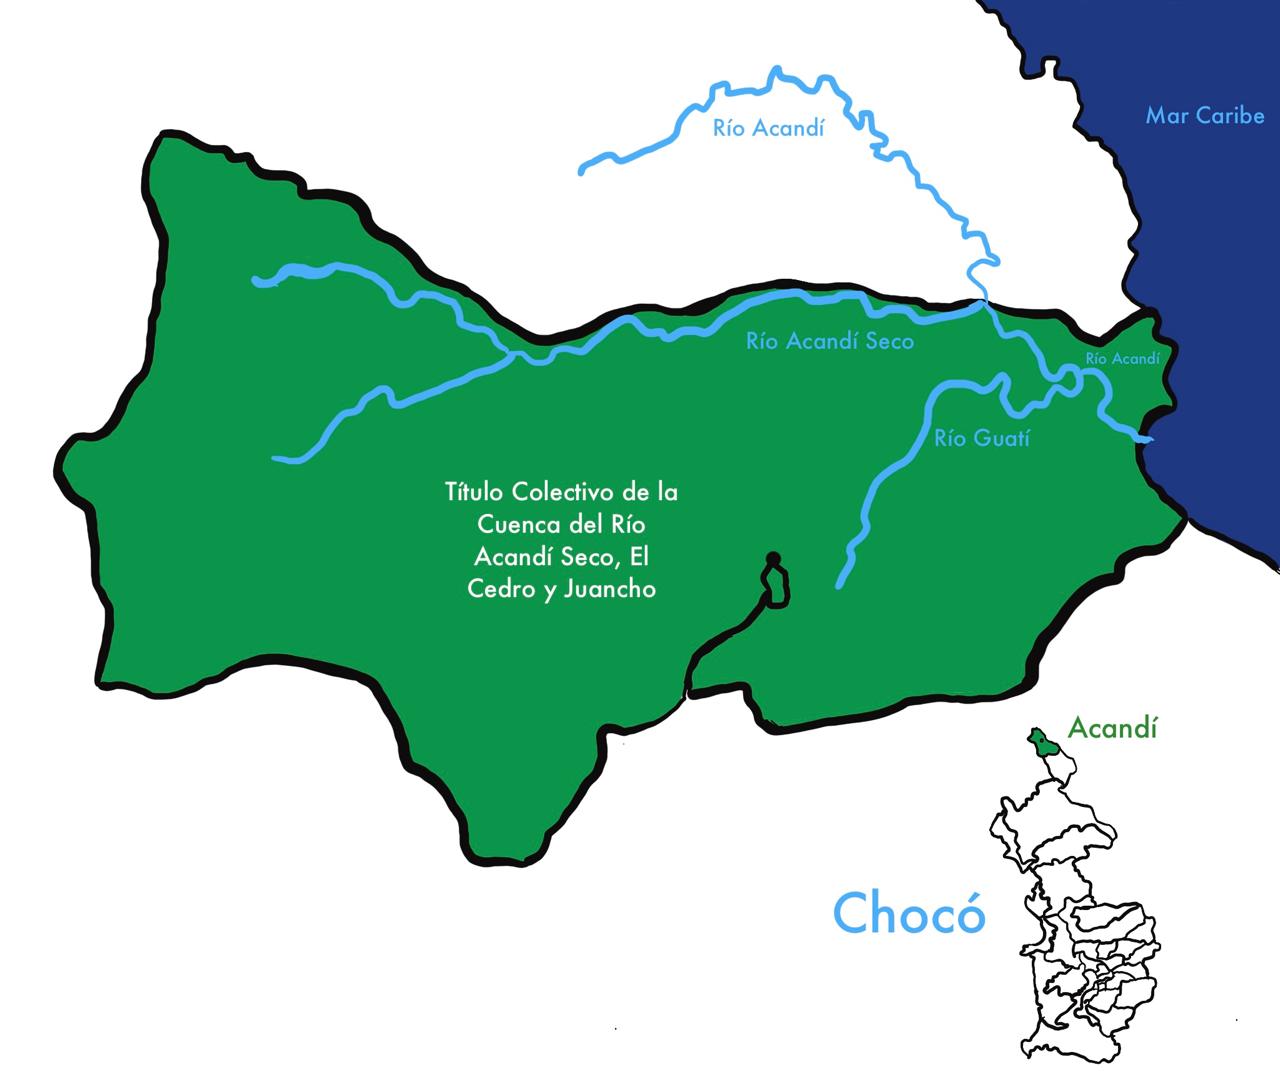 Mar Caribe
Río Acandí
Río Acandí Seco
Río Acandí
Río Guatí
Título Colectivo de la
Cuenca del Río
Acandí Seco, El
Cedro y Juancho
Acandí
Chocó